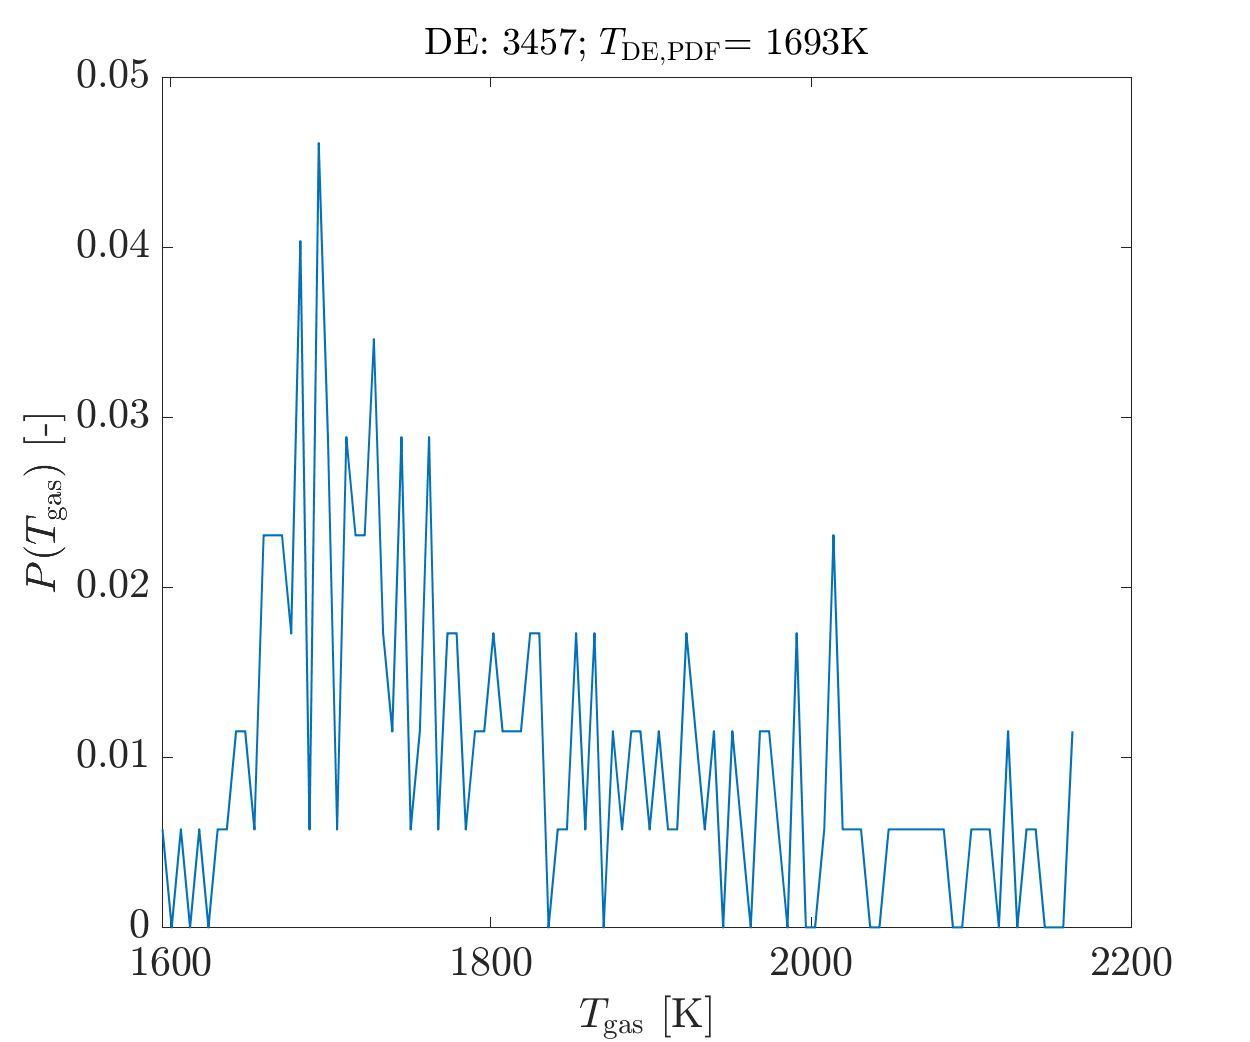 DE: 3457; T_DE,PDF= 1693K
0.05
0.04
0.03
0.02
0.01
0
P(T_gas) [-]
1600 1800 2000 2200
T_gas [K]